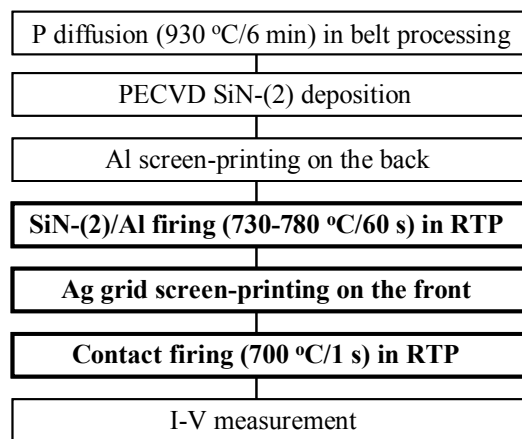 P diffusion (930 °C/6 min) in belt processing
PECVD SiN-(2) deposition
Al screen-printing on the back
SiN-(2)/Al firing (730-780 °C/60 s) in RTP
Ag grid screen-printing on the front
Contact firing (700 °C/1 s) in RTP
I-V measurement